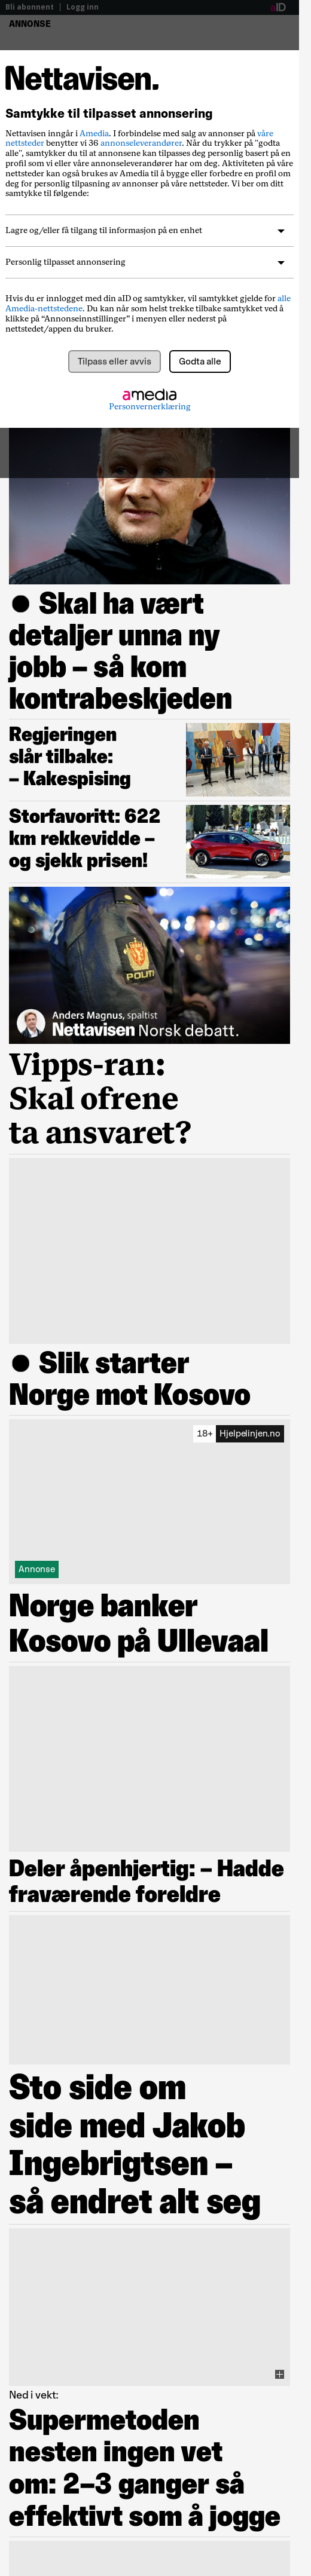 Bli abonnent | Logg inn
aID
ANNONSE
Nettavisen.
Samtykke til tilpasset annonsering
Nettavisen inngår i Amedia. I forbindelse med salg av annonser på våre
nettsteder benytter vi 36 annonseleverandører. Når du trykker på "godta
alle", samtykker du til at annonsene kan tilpasses deg personlig basert på en
profil som vi eller våre annonseleverandører har om deg. Aktiviteten på våre
nettsteder kan også brukes av Amedia til å bygge eller forbedre en profil om
deg for personlig tilpasning av annonser på våre nettsteder. Vi ber om ditt
samtykke til følgende:
Lagre og/eller få tilgang til informasjon på en enhet
Personlig tilpasset annonsering
Hvis du er innlogget med din aID og samtykker, vil samtykket gjelde for alle
Amedia-nettstedene. Du kan når som helst trekke tilbake samtykket ved å
klikke på “Annonseinnstillinger” i menyen eller nederst på
nettstedet/appen du bruker.
Tilpass eller avvis
Godta alle
amedia
Personvernerklæring
Skal ha vært
detaljer unna ny
jobb – så kom
kontrabeskjeden
Regjeringen
slår tilbake:
– Kakespising
Storfavoritt: 622
km rekkevidde –
og sjekk prisen!
POLITI
Anders Magnus, spaltist
Nettavisen Norsk debatt.
Vipps-ran:
Skal ofrene
ta ansvaret?
Slik starter
Norge mot Kosovo
18+ Hjelpelinjen.no
Annonse
Norge banker
Kosovo på Ullevaal
Deler åpenhjertig: – Hadde
fraværende foreldre
Sto side om
side med Jakob
Ingebrigtsen –
så endret alt seg
Ned i vekt:
Supermetoden
nesten ingen vet
om: 2–3 ganger så
effektivt som å jogge